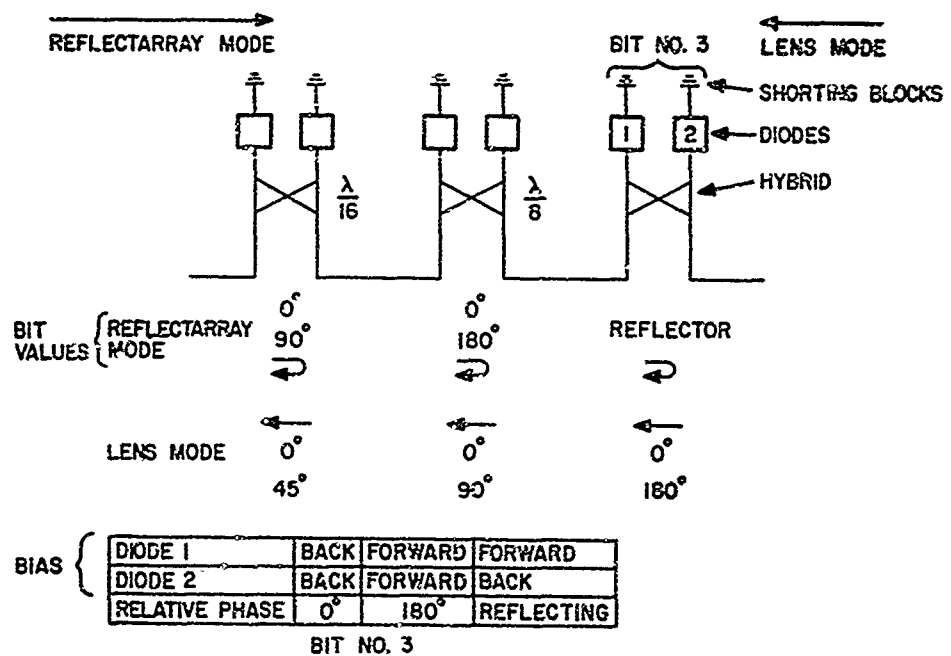 REFLECTARRAY MODE
BIT NO. 3
LENS MODE
SHORTING BLOCKS
1
2
DIODES
HYBRID
λ/16
λ/8
BIT VALUES
REFLECTARRAY MODE
0°
90°
0°
180°
REFLECTOR
LENS MODE
0°
45°
0°
90°
0°
180°
BIAS
DIODE 1 BACK FORWARD FORWARD
DIODE 2 BACK FORWARD BACK
RELATIVE PHASE 0° 180° REFLECTING
BIT NO. 3